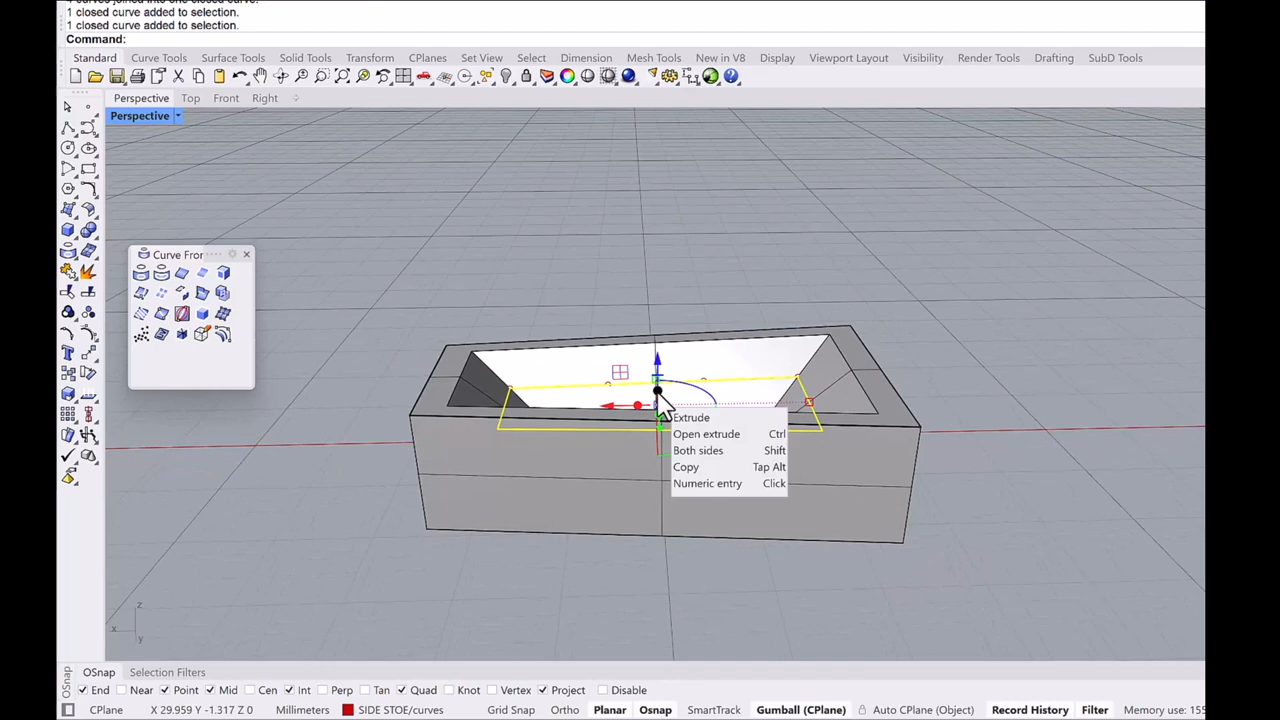 1 closed curve added to selection.
1 closed curve added to selection.
Command:
Standard Curve Tools Surface Tools Solid Tools Transform CPlanes Set View Select Dimension Mesh Tools New in V8 Display Viewport Layout Visibility Render Tools Drafting SubD Tools
Perspective Top Front Right
Perspective
Curve Fror
Extrude
Open extrude Ctrl
Both sides Shift
Copy Tap Alt
Numeric entry Click
z
x
y
OSnap
OSnap Selection Filters
End Near Point Mid Cen Int Perp Tan Quad Knot Vertex Project Disable
CPlane X 29.959 Y -1.317 Z 0 Millimeters SIDE STOE/curves Grid Snap Ortho Planar Osnap SmartTrack Gumball (CPlane) Auto CPlane (Object) Record History Filter Memory use: 155